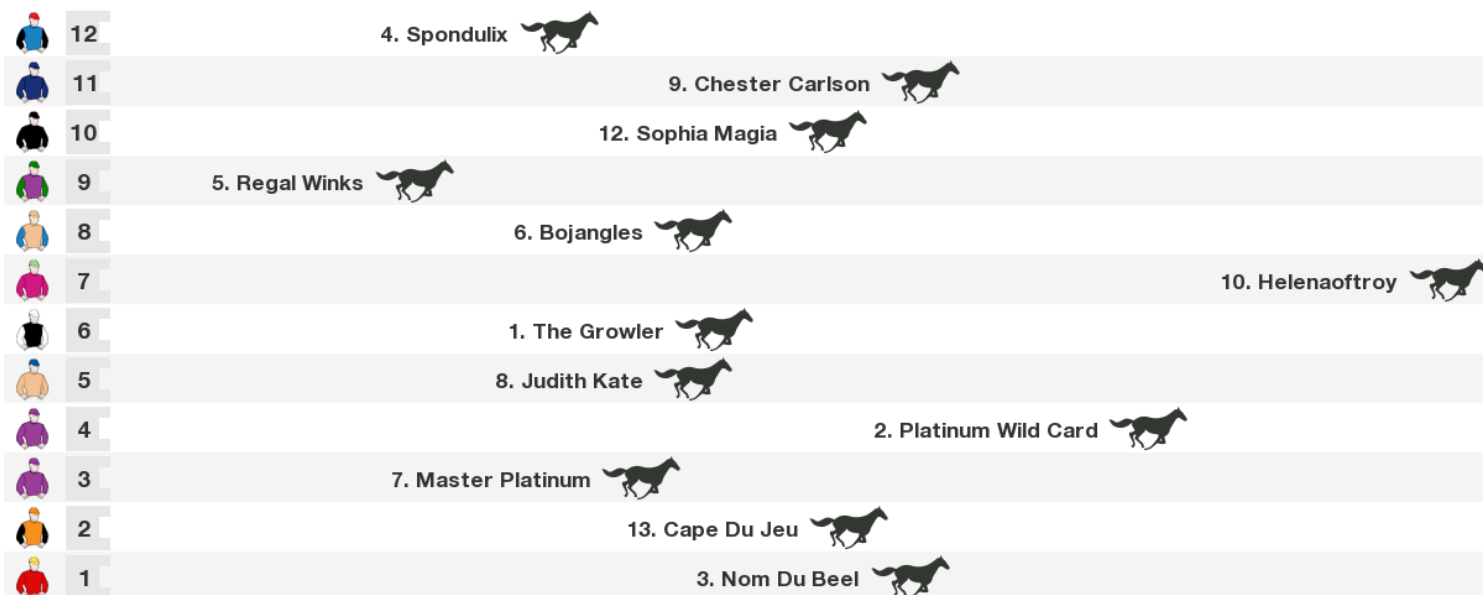 12 4. Spondulix
11 9. Chester Carlson
10 12. Sophia Magia
9 5. Regal Winks
8 6. Bojangles
7 10. Helenaoftroy
6 1. The Growler
5 8. Judith Kate
4 2. Platinum Wild Card
3 7. Master Platinum
2 13. Cape Du Jeu
1 3. Nom Du Beel